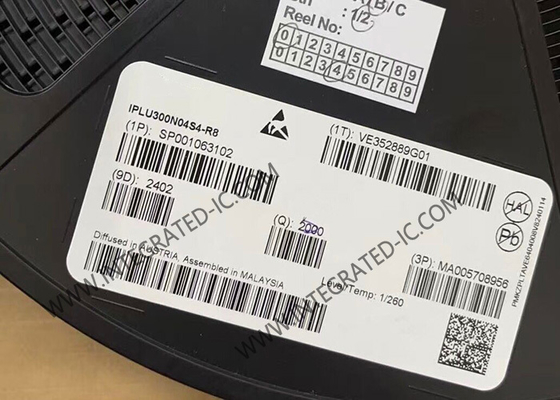 (B/C
: 1/2
Reel No:
0 1 2 3 4 5 6 7 8 9
0 1 2 3 4 5 6 7 8 9
IPLU300N04S4-R8
(1P): SP001063102
(1T): VE352889G01
(9D): 2402
(Q): 2000
Diffused in AUSTRIA, Assembled in MALAYSIA
Level/Temp: 1/260
(3P): MA005708956
HAL
Pb
WWW.INTEGRATED-IC.COM
WWW.INTEGRATED-IC.COM